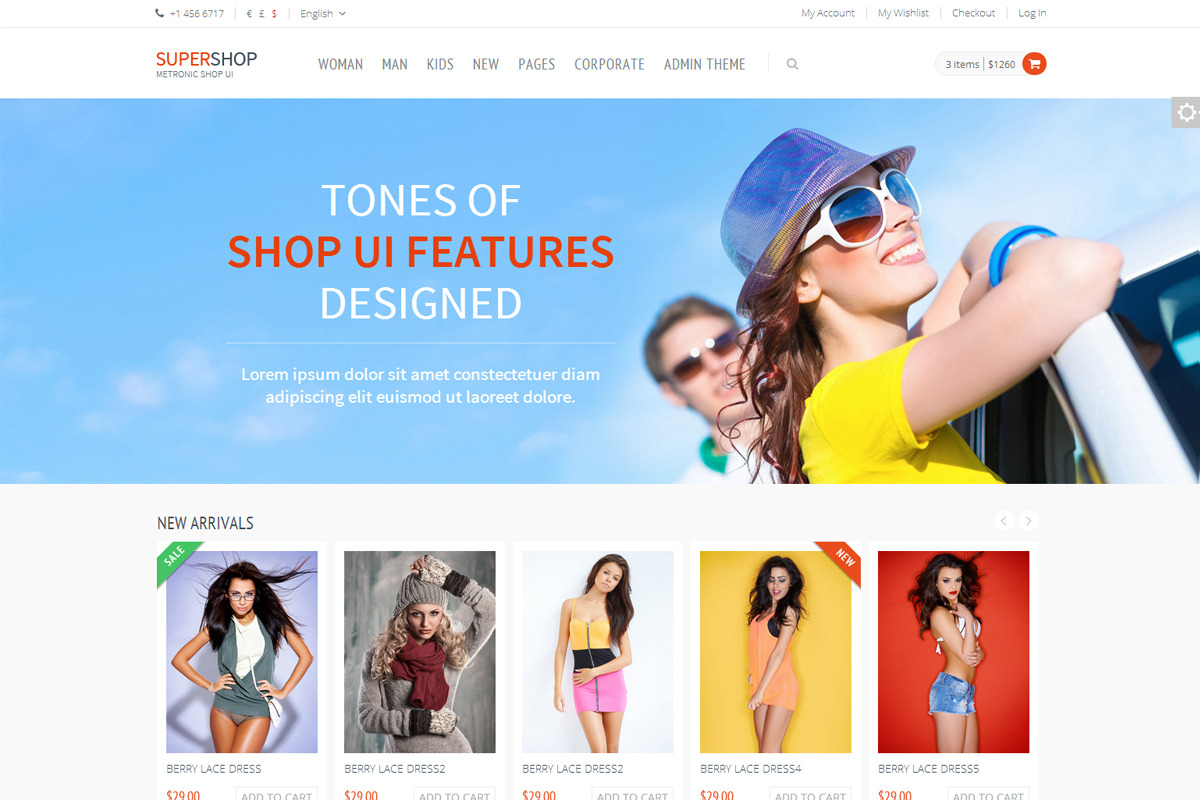 +1 456 6717 € £ $ English
My Account My Wishlist Checkout Log In
SUPERSHOP
METRONIC SHOP UI
WOMAN MAN KIDS NEW PAGES CORPORATE ADMIN THEME
3 items $1260
TONES OF
SHOP UI FEATURES
DESIGNED
Lorem ipsum dolor sit amet constectetuer diam
adipiscing elit euismod ut laoreet dolore.
NEW ARRIVALS
SALE
NEW
BERRY LACE DRESS BERRY LACE DRESS2 BERRY LACE DRESS2 BERRY LACE DRESS4 BERRY LACE DRESS5
$29.00 ADD TO CART $29.00 ADD TO CART $29.00 ADD TO CART $29.00 ADD TO CART $29.00 ADD TO CART